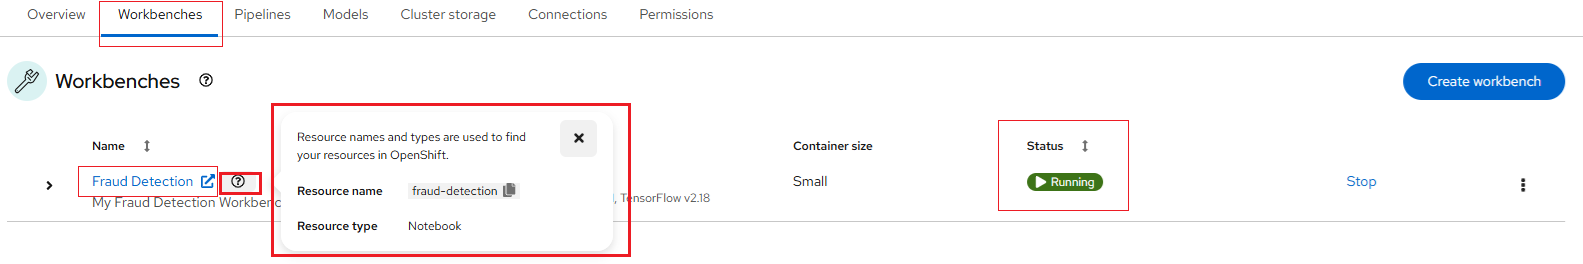 Overview Workbenches Pipelines Models Cluster storage Connections Permissions
Workbenches
Create workbench
Resource names and types are used to find
your resources in OpenShift.
Name Container size Status
Fraud Detection Small Running Stop
Resource name fraud-detection
My Fraud Detection , TensorFlow v2.18
Resource type Notebook